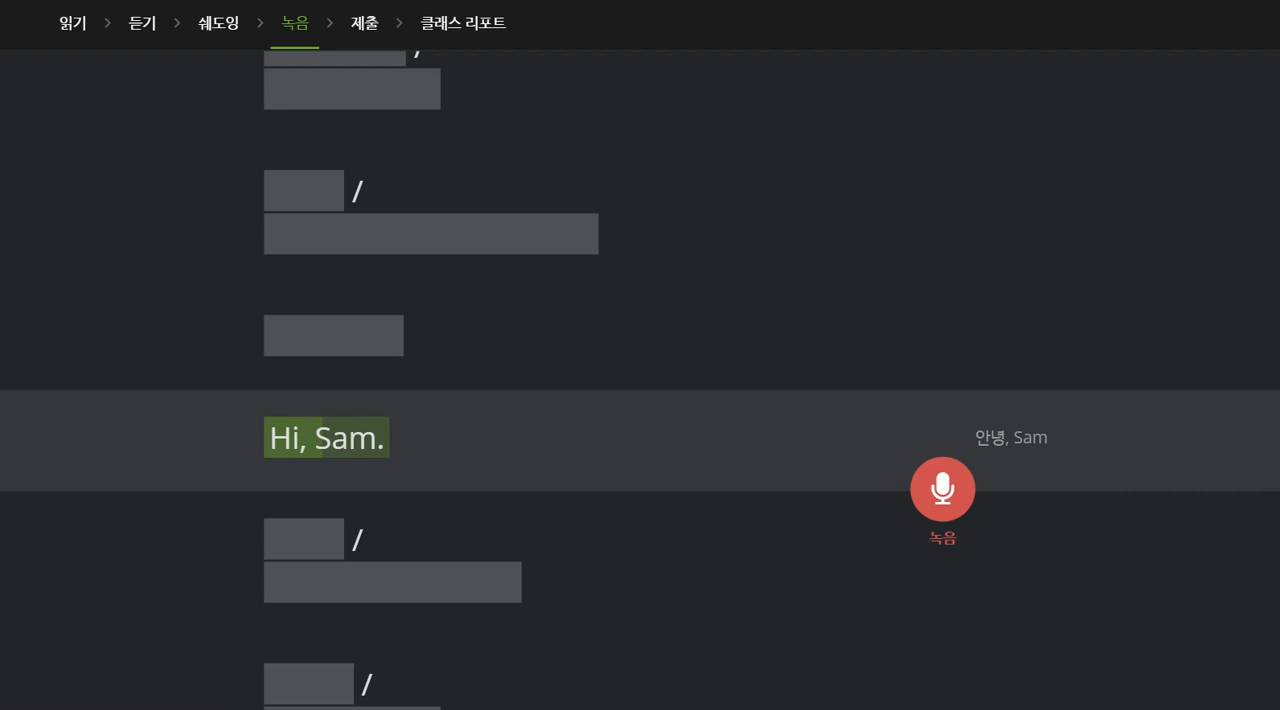 읽기 > 듣기 > 쉐도잉 > 녹음 > 제출 > 클래스 리포트
/
/
Hi, Sam.
안녕, Sam
녹음
/
/